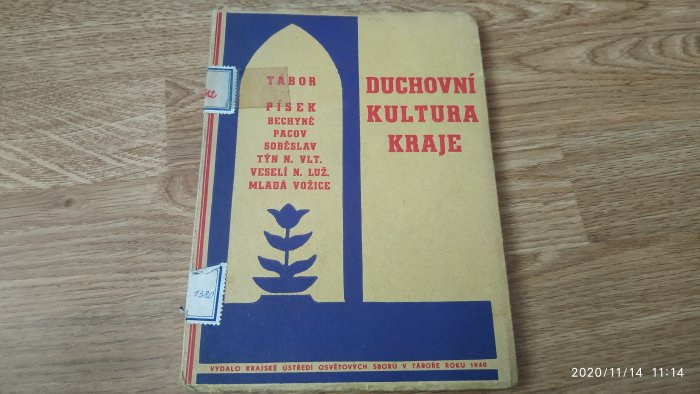 TÁBOR
PÍSEK
BECHYNĚ
PACOV
SOBĚSLAV
TÝN N. VLT.
VESELÍ N. LUŽ.
MLADÁ VOŽICE
DUCHOVNÍ
KULTURA
KRAJE
1380
VYDALO KRAJSKÉ ÚSTŘEDÍ OSVĚTOVÝCH SBORŮ V TÁBOŘE ROKU 1940
2020/11/14 11:14